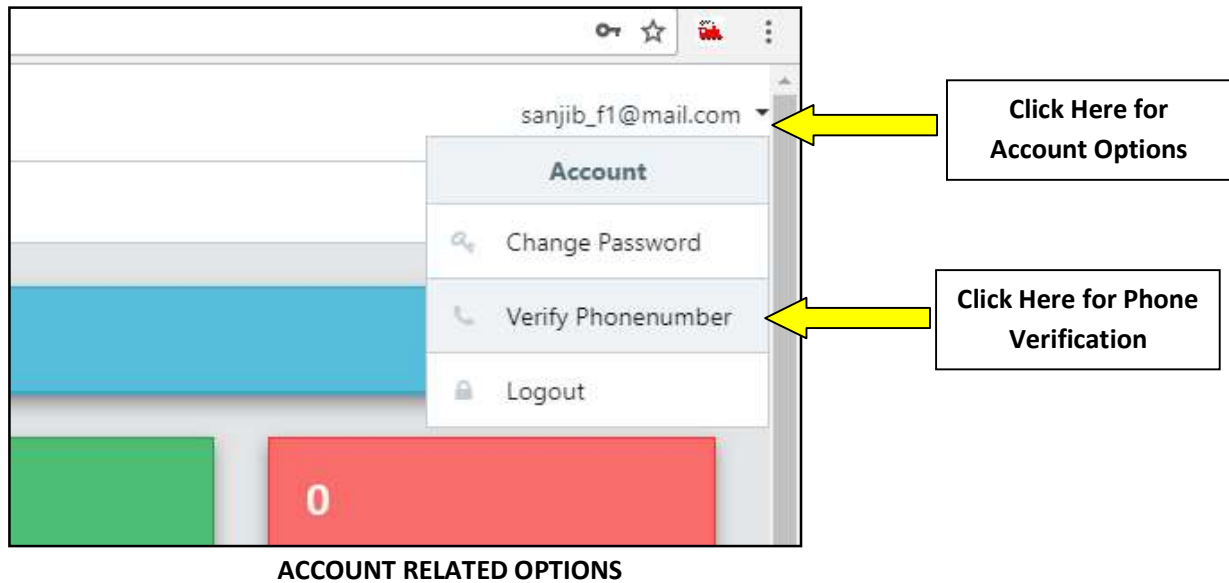 sanjib_f1@mail.com
Click Here for
Account Options
Account
Change Password
Verify Phonenumber
Click Here for Phone
Verification
Logout
0
ACCOUNT RELATED OPTIONS